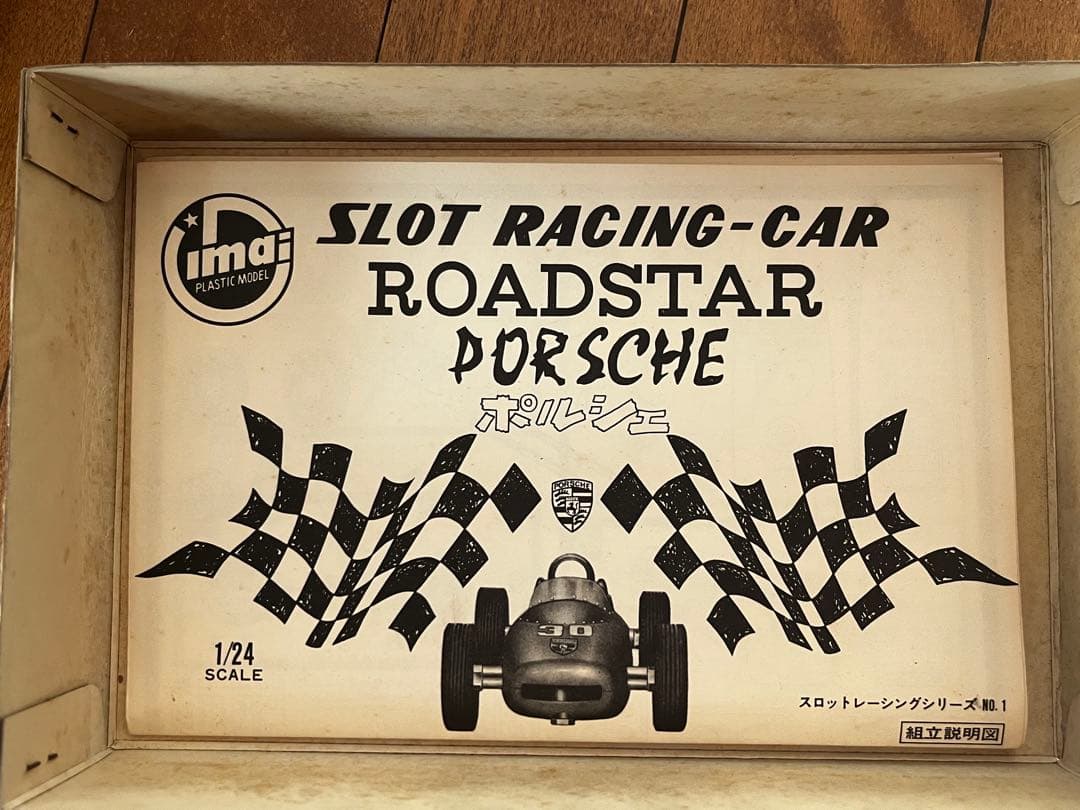 imai
PLASTIC MODEL
SLOT RACING-CAR
ROADSTAR
PORSCHE
ポルシェ
PORSCHE
30
1/24
SCALE
スロットレーシングシリーズ NO.1
組立説明図